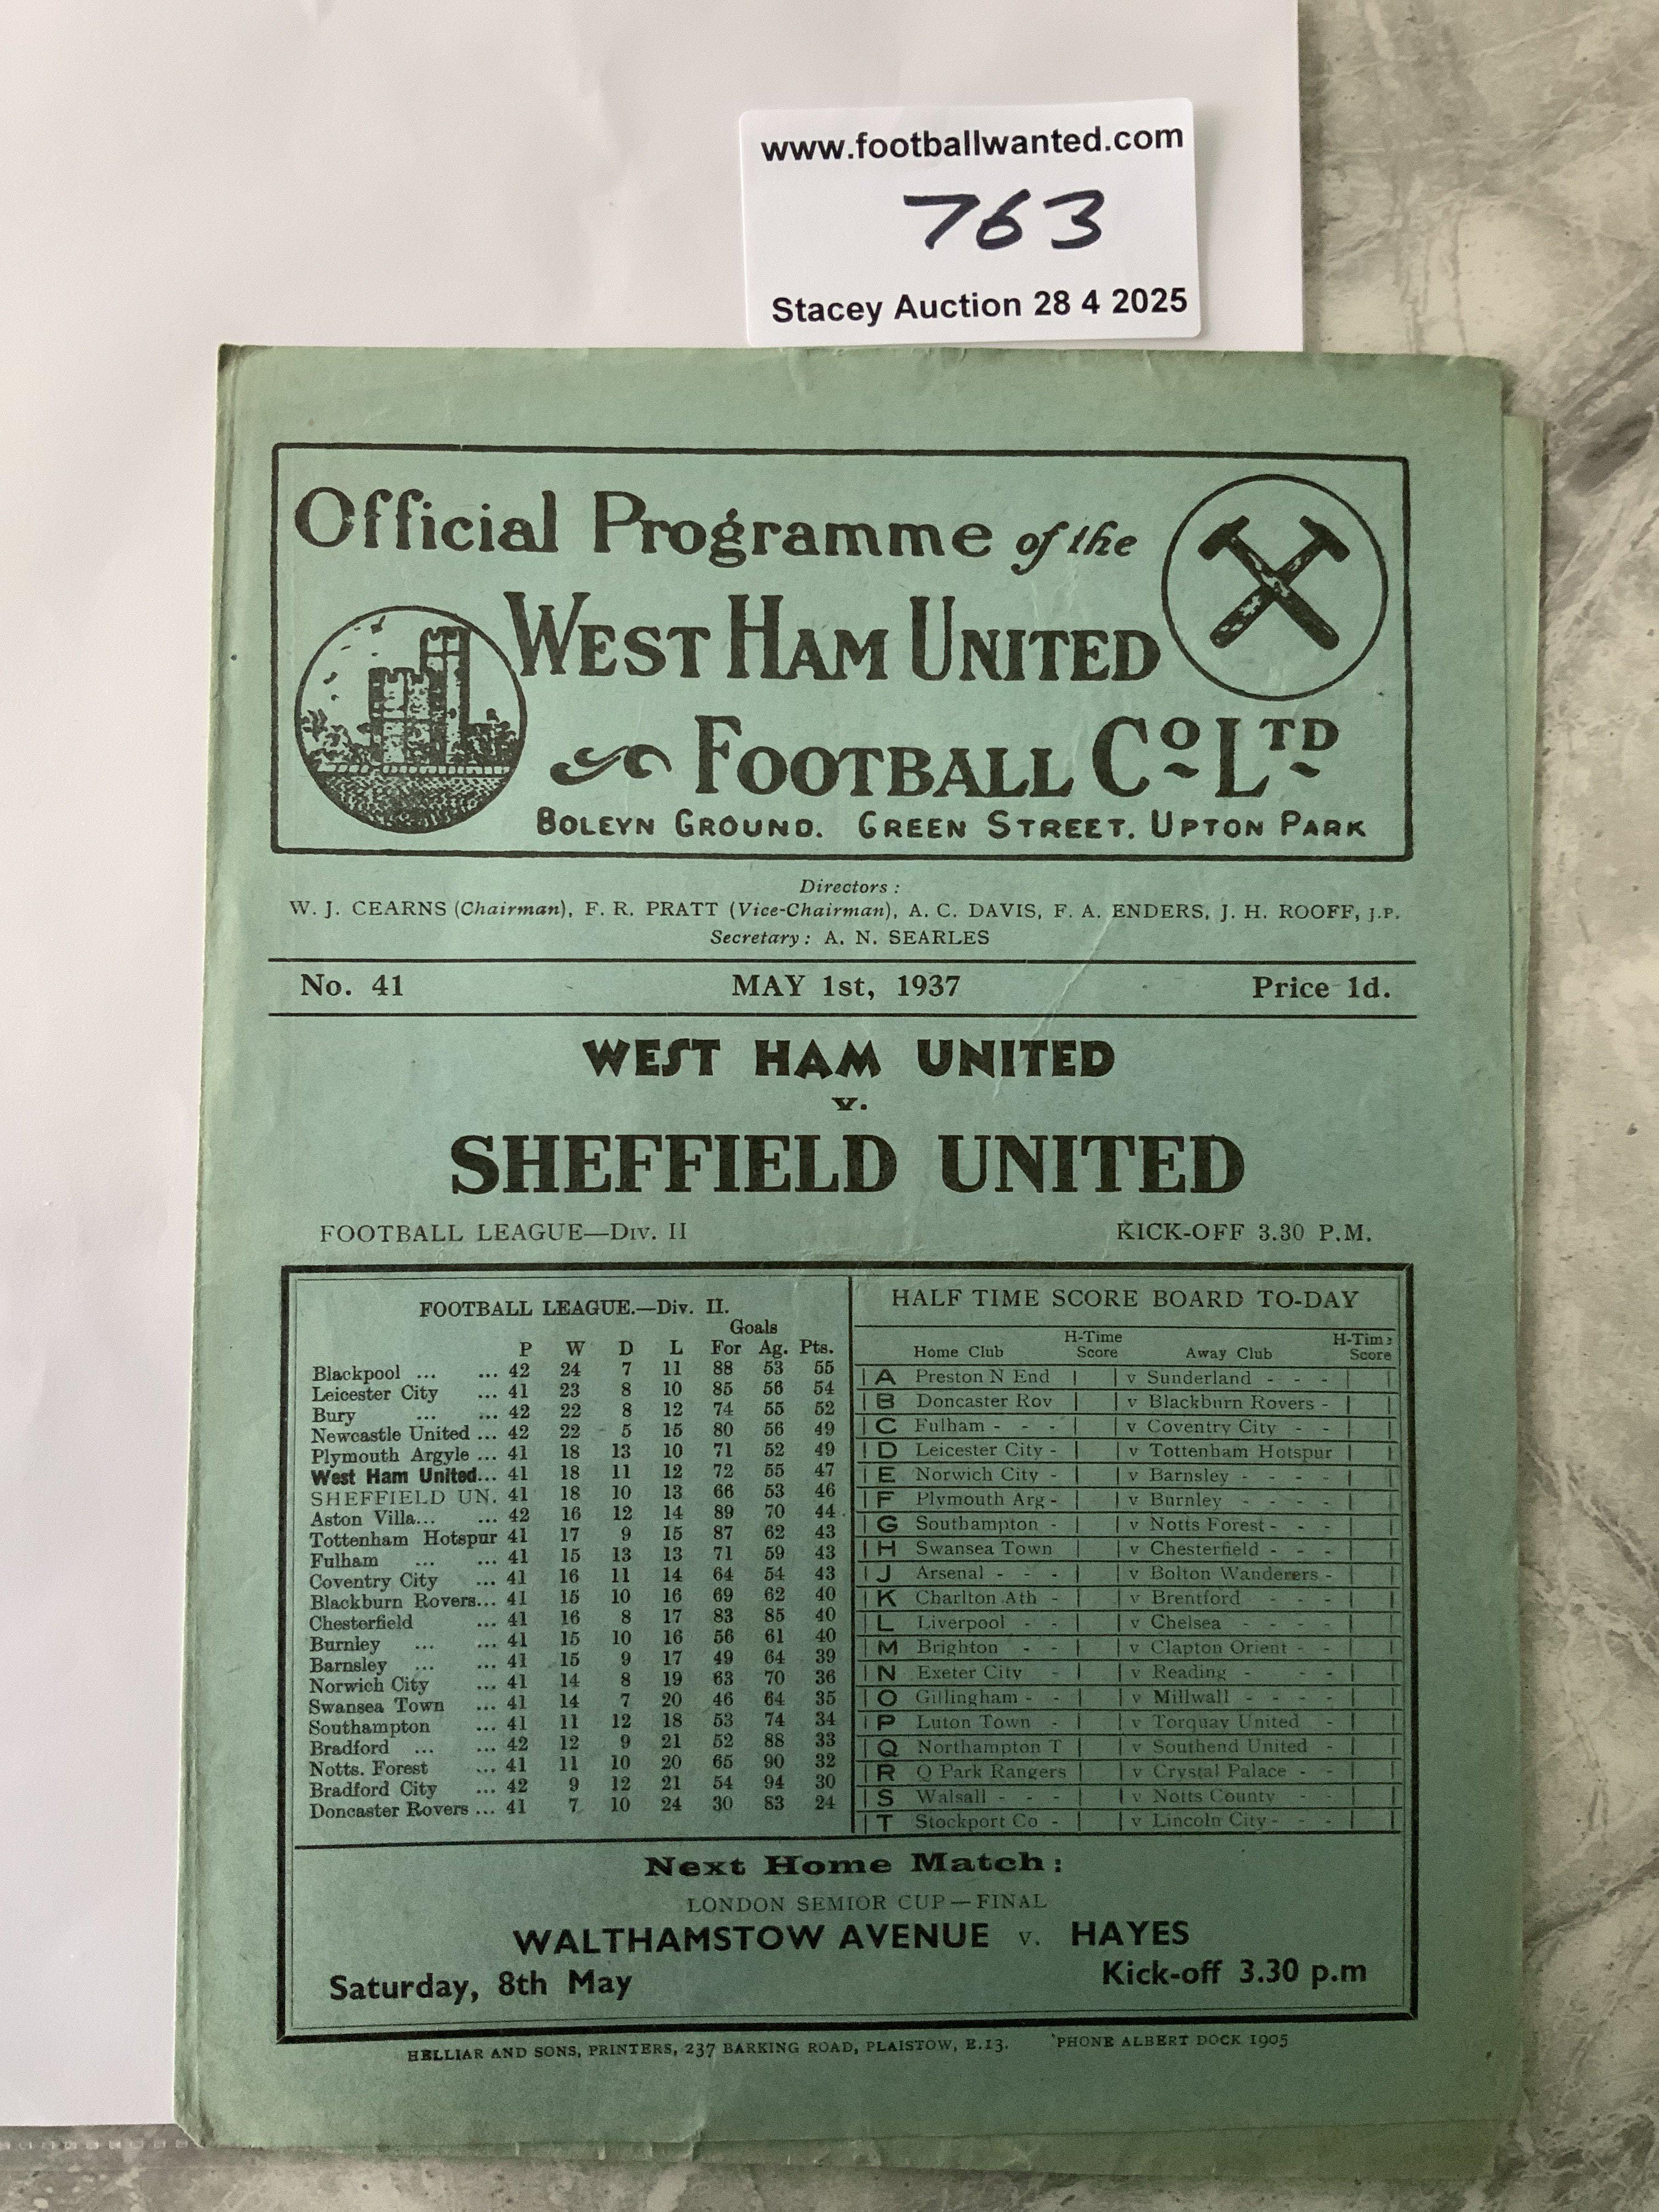 www.footballwanted.com
763
Stacey Auction 28 4 2025
Official Programme of the
WEST HAM UNITED
FOOTBALL CO LTD
BOLEYN GROUND. GREEN STREET. UPTON PARK
Directors :
W. J. CEARNS (Chairman), F. R. PRATT (Vice-Chairman), A. C. DAVIS, F. A. ENDERS, J. H. ROOFF, J.P.
Secretary : A. N. SEARLES
No. 41 MAY 1st, 1937 Price 1d.
WEST HAM UNITED
v.
SHEFFIELD UNITED
FOOTBALL LEAGUE—Div. II KICK-OFF 3.30 P.M.
FOOTBALL LEAGUE.—Div. II.
Goals
P W D L For Ag. Pts.
Blackpool ... ... 42 24 7 11 88 53 55
Leicester City ... 41 23 8 10 85 56 54
Bury ... ... 42 22 8 12 74 55 52
Newcastle United ... 42 22 5 15 80 56 49
Plymouth Argyle ... 41 18 13 10 71 52 49
West Ham United... 41 18 11 12 72 55 47
SHEFFIELD UN. 41 18 10 13 66 53 46
Aston Villa... ... 42 16 12 14 89 70 44
Tottenham Hotspur 41 17 9 15 87 62 43
Fulham ... ... 41 15 13 13 71 59 43
Coventry City ... 41 16 11 14 64 54 43
Blackburn Rovers... 41 15 10 16 69 62 40
Chesterfield ... 41 16 8 17 83 85 40
Burnley ... ... 41 15 10 16 56 61 40
Barnsley ... ... 41 15 9 17 49 64 39
Norwich City ... 41 14 8 19 63 70 36
Swansea Town ... 41 14 7 20 46 64 35
Southampton ... 41 11 12 18 53 74 34
Bradford ... ... 42 12 9 21 52 88 33
Notts. Forest ... 41 11 10 20 65 90 32
Bradford City ... 42 9 12 21 54 94 30
Doncaster Rovers ... 41 7 10 24 30 83 24
HALF TIME SCORE BOARD TO-DAY
Home Club H-Time Score Away Club H-Time Score
A Preston N End v Sunderland - - -
B Doncaster Rov v Blackburn Rovers -
C Fulham - - - v Coventry City - -
D Leicester City - v Tottenham Hotspur
E Norwich City - v Barnsley - - - -
F Plymouth Arg - v Burnley - - - -
G Southampton - v Notts Forest - - -
H Swansea Town v Chesterfield - - -
J Arsenal - - - v Bolton Wanderers -
K Charlton Ath - v Brentford - - -
L Liverpool - - v Chelsea - - - -
M Brighton - - v Clapton Orient - -
N Exeter City - v Reading - - -
O Gillingham - - v Millwall - - - -
P Luton Town - v Torquay United -
Q Northampton T v Southend United -
R Q Park Rangers v Crystal Palace - -
S Walsall - - - v Notts County - -
T Stockport Co - v Lincoln City - - -
Next Home Match :
LONDON SEMIOR CUP — FINAL
WALTHAMSTOW AVENUE v. HAYES
Saturday, 8th May Kick-off 3.30 p.m
HELLIAR AND SONS, PRINTERS, 237 BARKING ROAD, PLAISTOW, E.13. 'PHONE ALBERT DOCK 1905